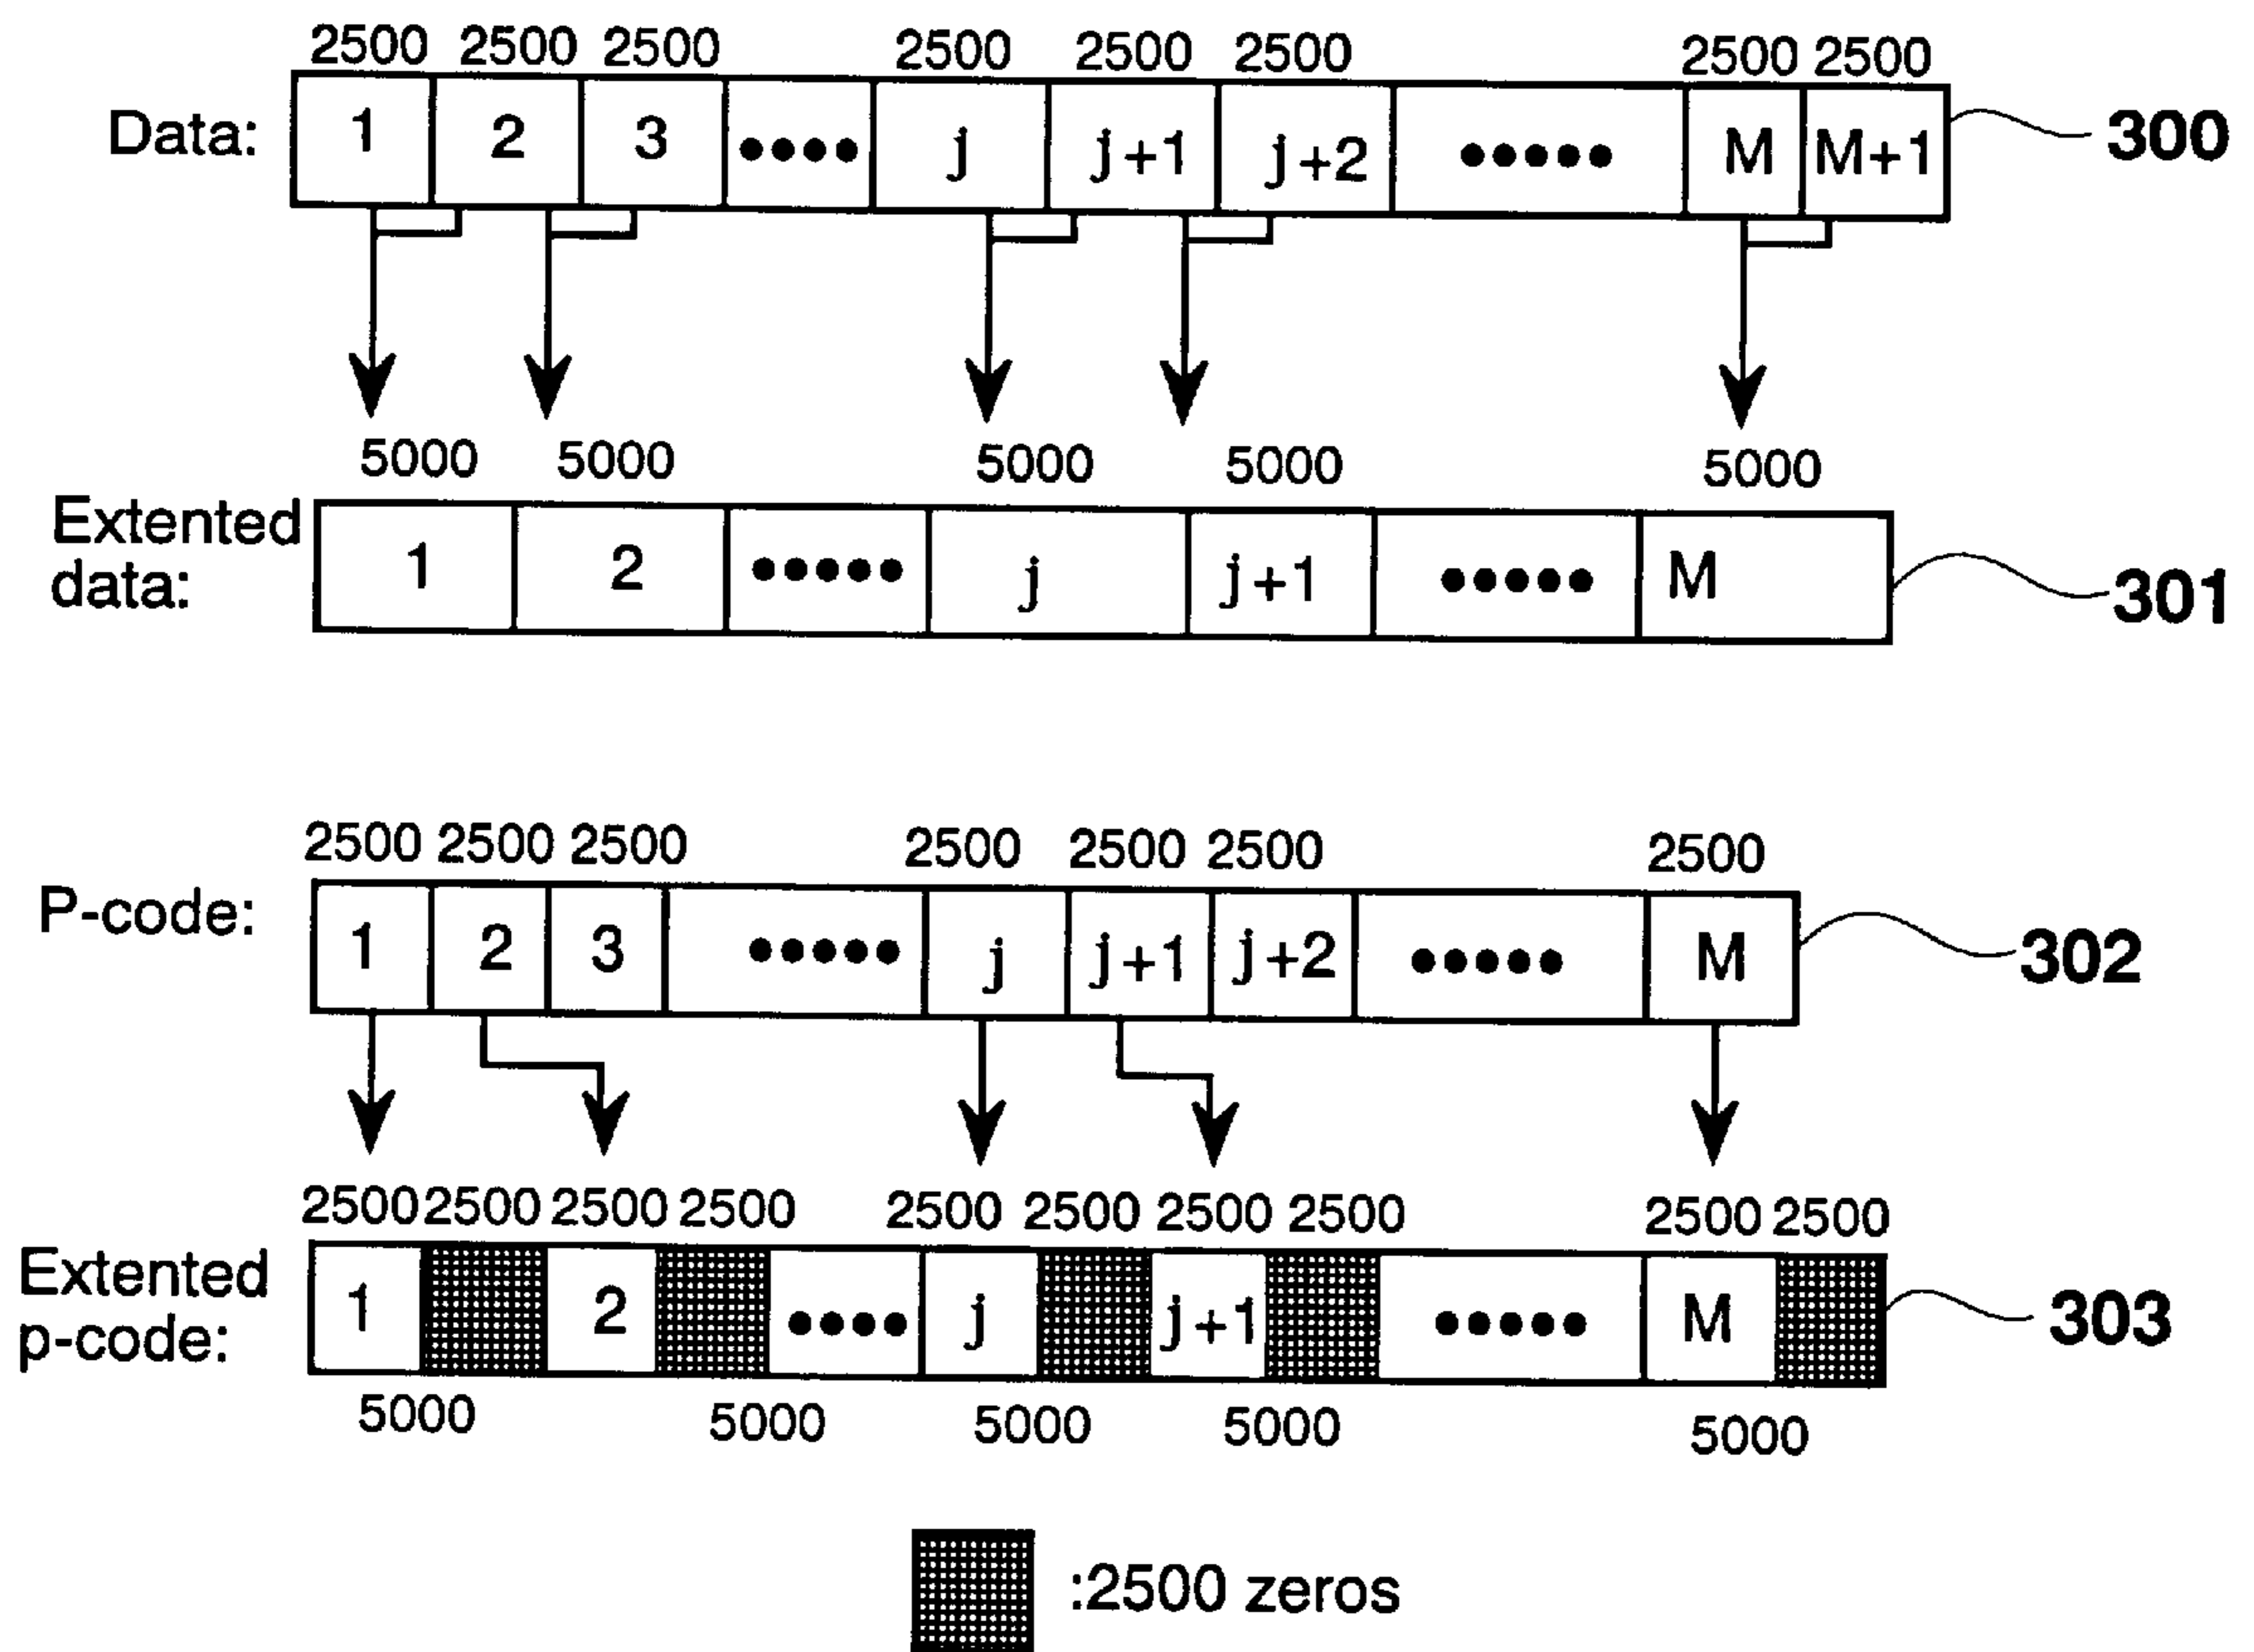 2500 2500 2500 2500 2500 2500 2500 2500
Data: 1 2 3 •••• j j+1 j+2 ••••• M M+1 300
5000 5000 5000 5000 5000
Extented
data: 1 2 ••••• j j+1 ••••• M 301
2500 2500 2500 2500 2500 2500 2500
P-code: 1 2 3 ••••• j j+1 j+2 ••••• M 302
2500 2500 2500 2500 2500 2500 2500 2500 2500 2500
Extented
p-code: 1 2 •••• j j+1 ••••• M 303
5000 5000 5000 5000 5000
:2500 zeros